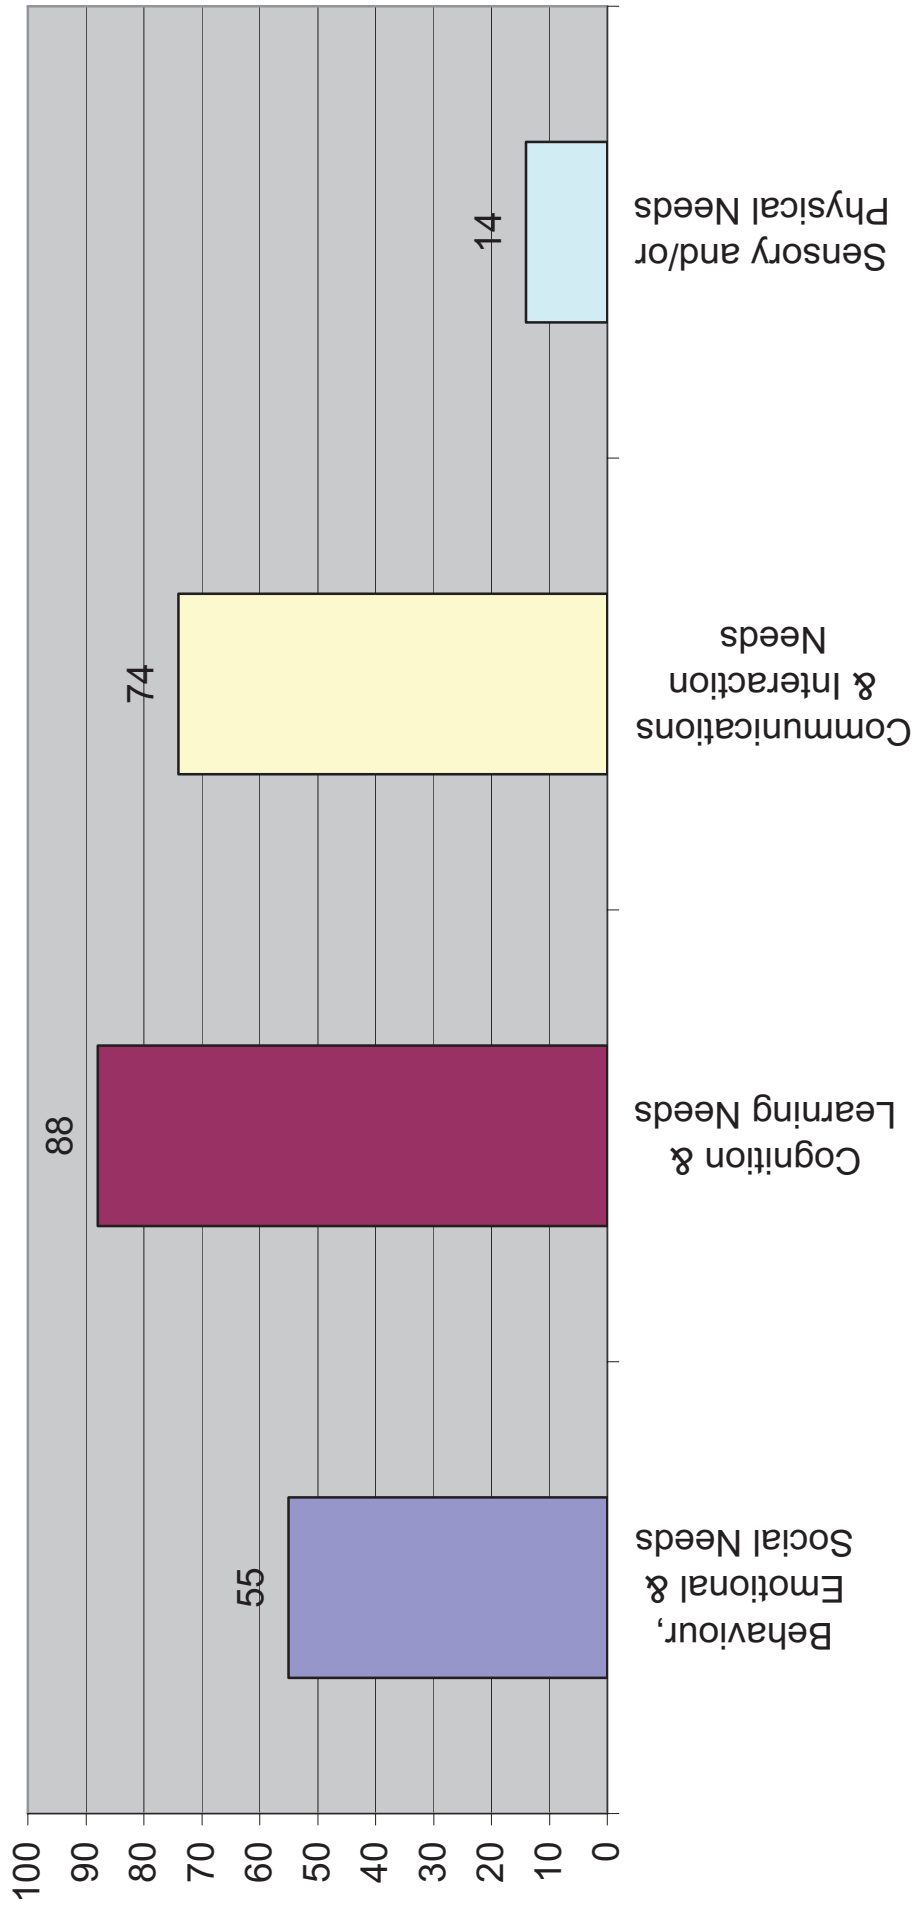 100
90
80
70
60
50
40
30
20
10
0
55
88
74
14
Behaviour,
Emotional &
Social Needs
Cognition &
Learning Needs
Communications
& Interaction
Needs
Sensory and/or
Physical Needs